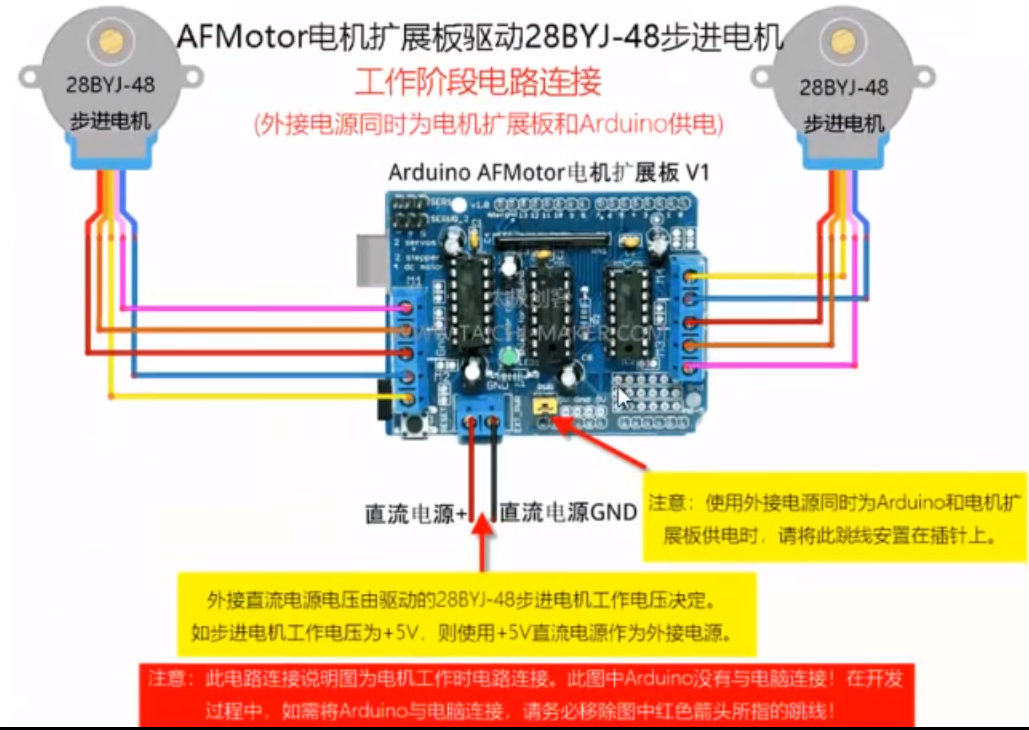 AFMotor电机扩展板驱动28BYJ-48步进电机
工作阶段电路连接
(外接电源同时为电机扩展板和Arduino供电)
28BYJ-48
步进电机
28BYJ-48
步进电机
Arduino AFMotor电机扩展板 V1
直流电源+
直流电源GND
注意：使用外接电源同时为Arduino和电机扩
展板供电时，请将此跳线安置在插针上。
外接直流电源电压由驱动的28BYJ-48步进电机工作电压决定。
如步进电机工作电压为+5V，则使用+5V直流电源作为外接电源。
注意：此电路连接说明图为电机工作时电路连接。此图中Arduino没有与电脑连接！在开发
过程中，如需将Arduino与电脑连接，请务必移除图中红色箭头所指的跳线！